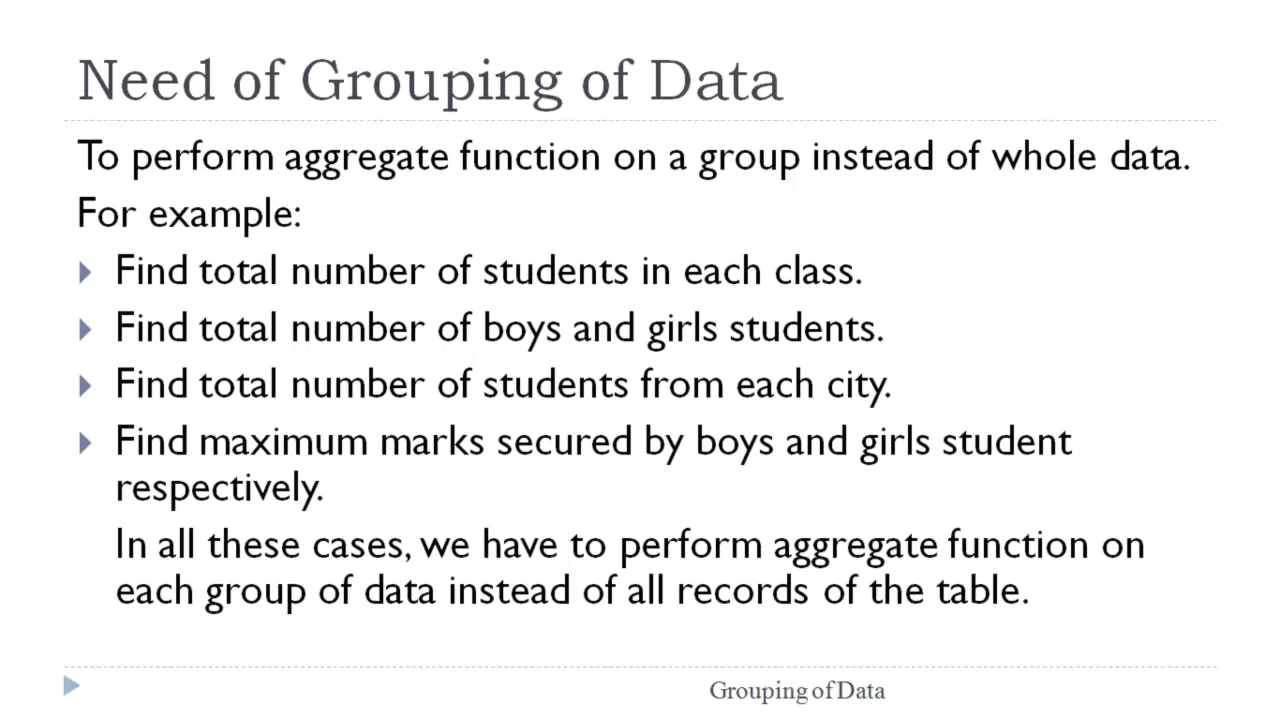 Need of Grouping of Data
To perform aggregate function on a group instead of whole data.
For example:
Find total number of students in each class.
Find total number of boys and girls students.
Find total number of students from each city.
Find maximum marks secured by boys and girls student
respectively.
In all these cases, we have to perform aggregate function on
each group of data instead of all records of the table.
Grouping of Data